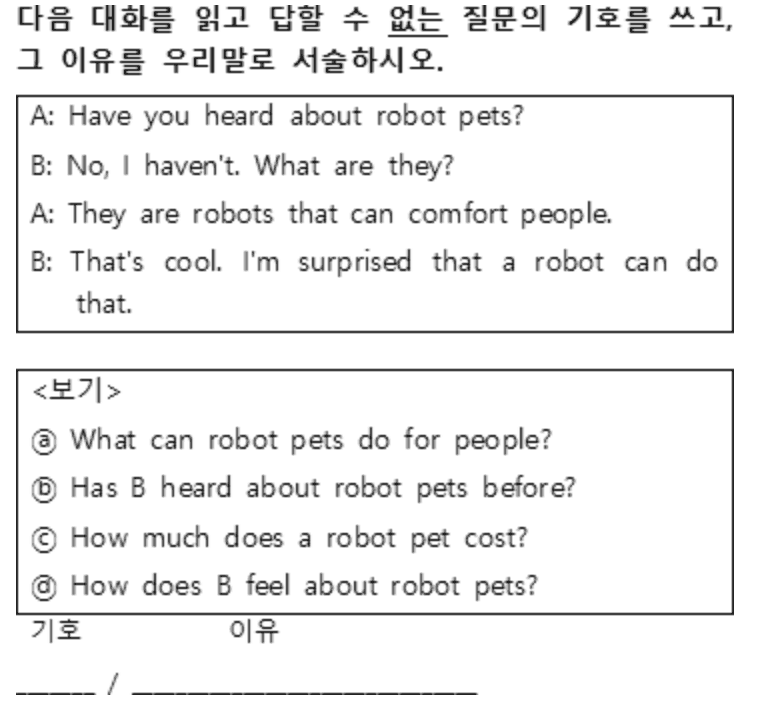 다음 대화를 읽고 답할 수 없는 질문의 기호를 쓰고,
그 이유를 우리말로 서술하시오.
A: Have you heard about robot pets?
B: No, I haven't. What are they?
A: They are robots that can comfort people.
B: That's cool. I'm surprised that a robot can do
that.
<보기>
ⓐ What can robot pets do for people?
ⓑ Has B heard about robot pets before?
ⓒ How much does a robot pet cost?
ⓓ How does B feel about robot pets?
기호 이유
_______ / ______________________________